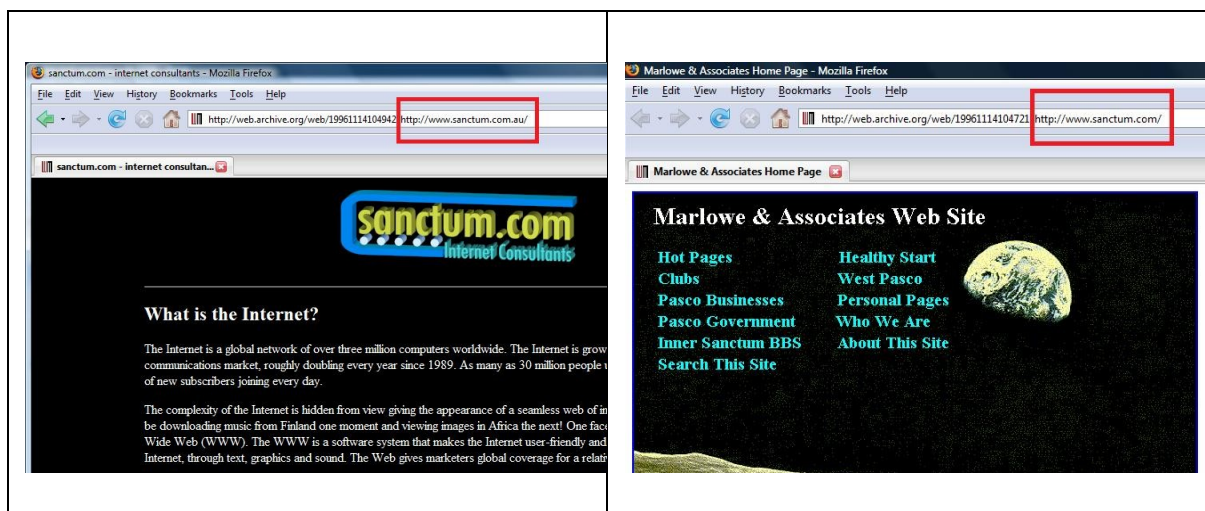 sanctum.com - internet consultants - Mozilla Firefox
File Edit View History Bookmarks Tools Help
http://web.archive.org/web/19961114104942/http://www.sanctum.com.au/
sanctum.com - internet consultan...
sanctum.com
Internet Consultants
What is the Internet?
The Internet is a global network of over three million computers worldwide. The Internet is grow
communications market, roughly doubling every year since 1989. As many as 30 million people u
of new subscribers joining every day.
The complexity of the Internet is hidden from view giving the appearance of a seamless web of in
be downloading music from Finland one moment and viewing images in Africa the next! One face
Wide Web (WWW). The WWW is a software system that makes the Internet user-friendly and
Internet, through text, graphics and sound. The Web gives marketers global coverage for a relati
Marlowe & Associates Home Page - Mozilla Firefox
File Edit View History Bookmarks Tools Help
http://web.archive.org/web/19961114104721/http://www.sanctum.com/
Marlowe & Associates Home Page
Marlowe & Associates Web Site
Hot Pages Healthy Start
Clubs West Pasco
Pasco Businesses Personal Pages
Pasco Government Who We Are
Inner Sanctum BBS About This Site
Search This Site